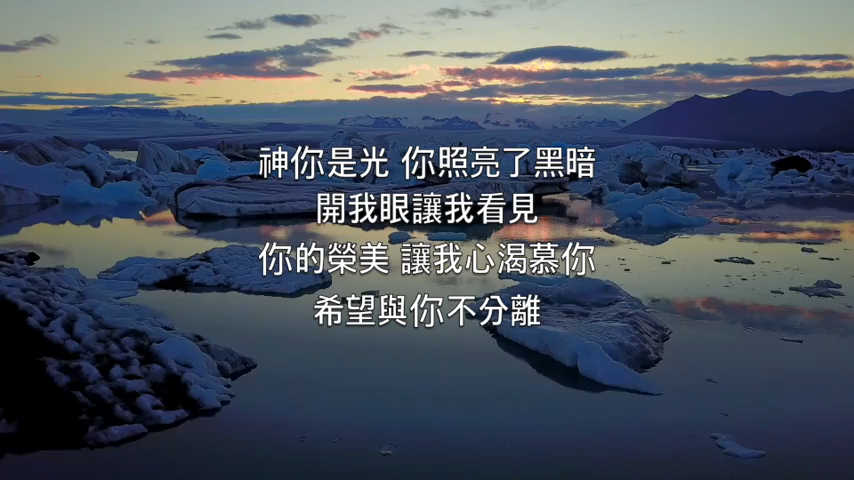 神你是光 你照亮了黑暗
開我眼讓我看見
你的榮美 讓我心渴慕你
希望與你不分離